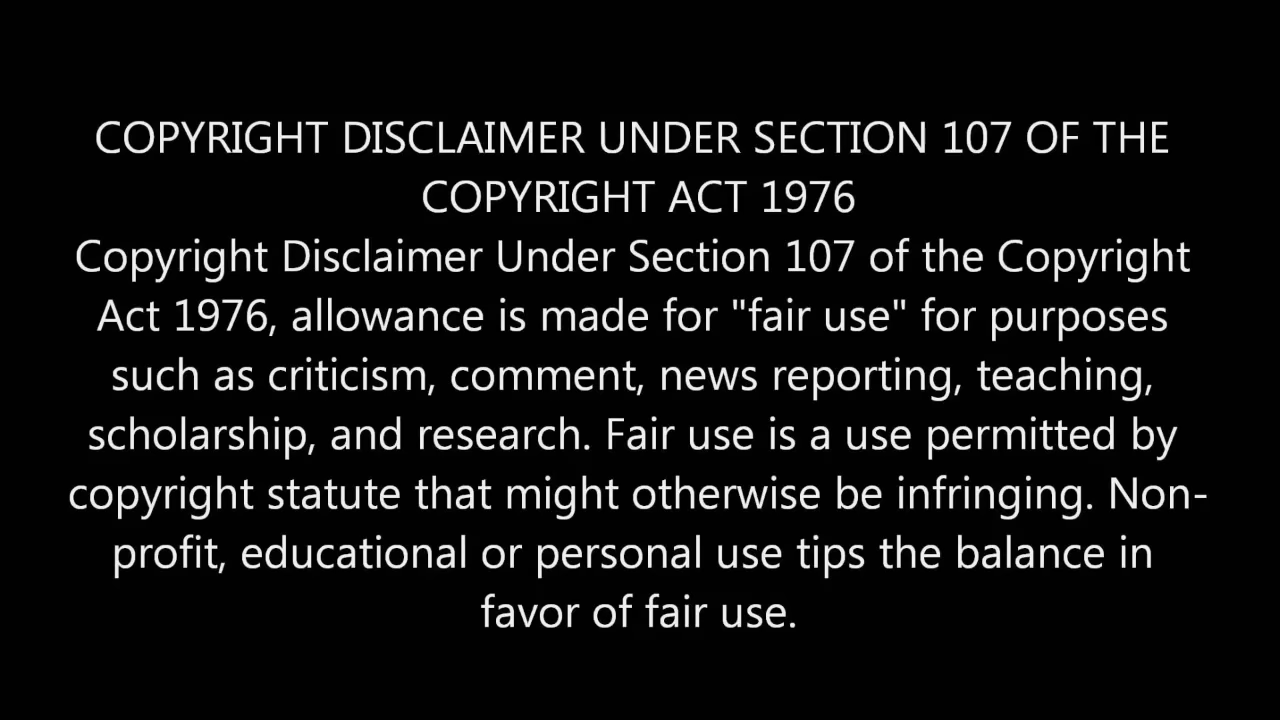 COPYRIGHT DISCLAIMER UNDER SECTION 107 OF THE
COPYRIGHT ACT 1976
Copyright Disclaimer Under Section 107 of the Copyright
Act 1976, allowance is made for "fair use" for purposes
such as criticism, comment, news reporting, teaching,
scholarship, and research. Fair use is a use permitted by
copyright statute that might otherwise be infringing. Non-
profit, educational or personal use tips the balance in
favor of fair use.